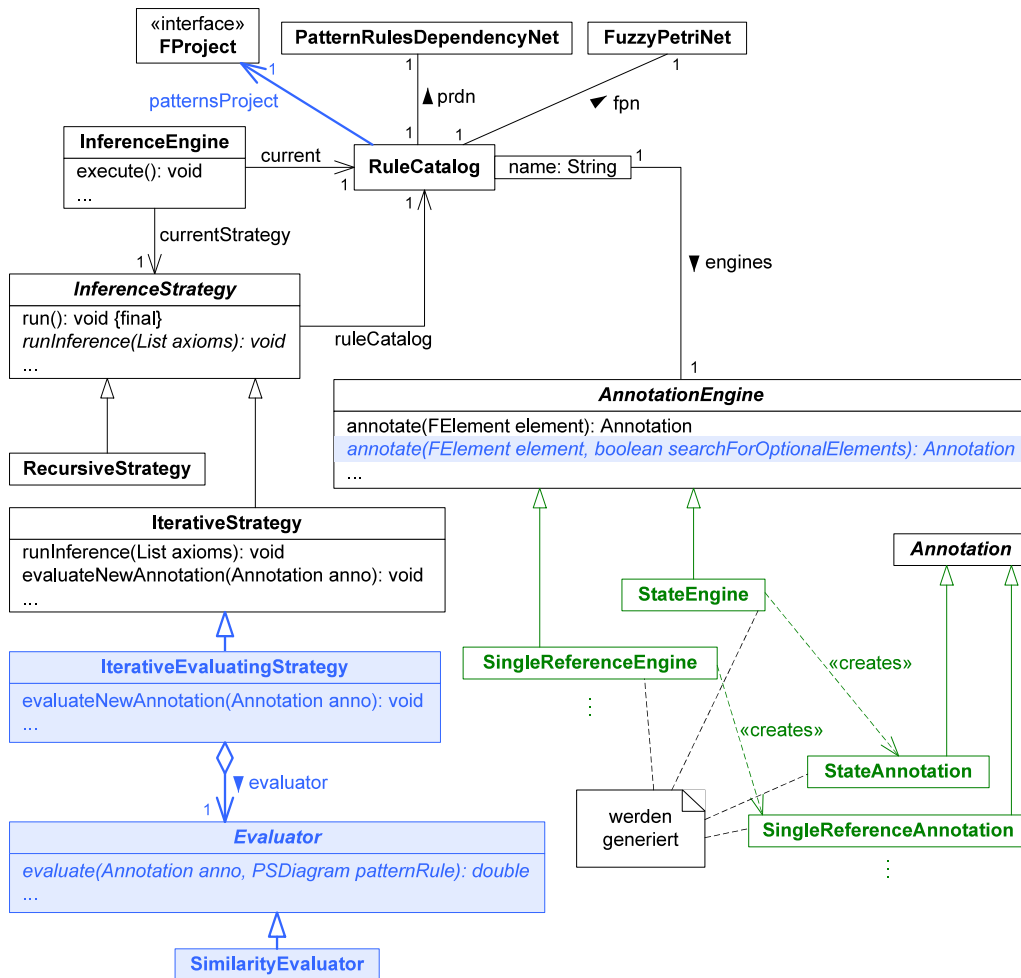 «interface»
FProject
PatternRulesDependencyNet
FuzzyPetriNet
1
1
1
patternsProject
prdn
fpn
InferenceEngine
execute(): void
...
current
1
1
1
RuleCatalog
name: String
1
1
currentStrategy
1
engines
InferenceStrategy
run(): void {final}
runInference(List axioms): void
...
ruleCatalog
1
AnnotationEngine
annotate(FElement element): Annotation
annotate(FElement element, boolean searchForOptionalElements): Annotation
...
RecursiveStrategy
IterativeStrategy
runInference(List axioms): void
evaluateNewAnnotation(Annotation anno): void
...
Annotation
StateEngine
IterativeEvaluatingStrategy
evaluateNewAnnotation(Annotation anno): void
...
SingleReferenceEngine
⋮
«creates»
«creates»
StateAnnotation
evaluator
1
werden
generiert
SingleReferenceAnnotation
⋮
Evaluator
evaluate(Annotation anno, PSDiagram patternRule): double
...
SimilarityEvaluator